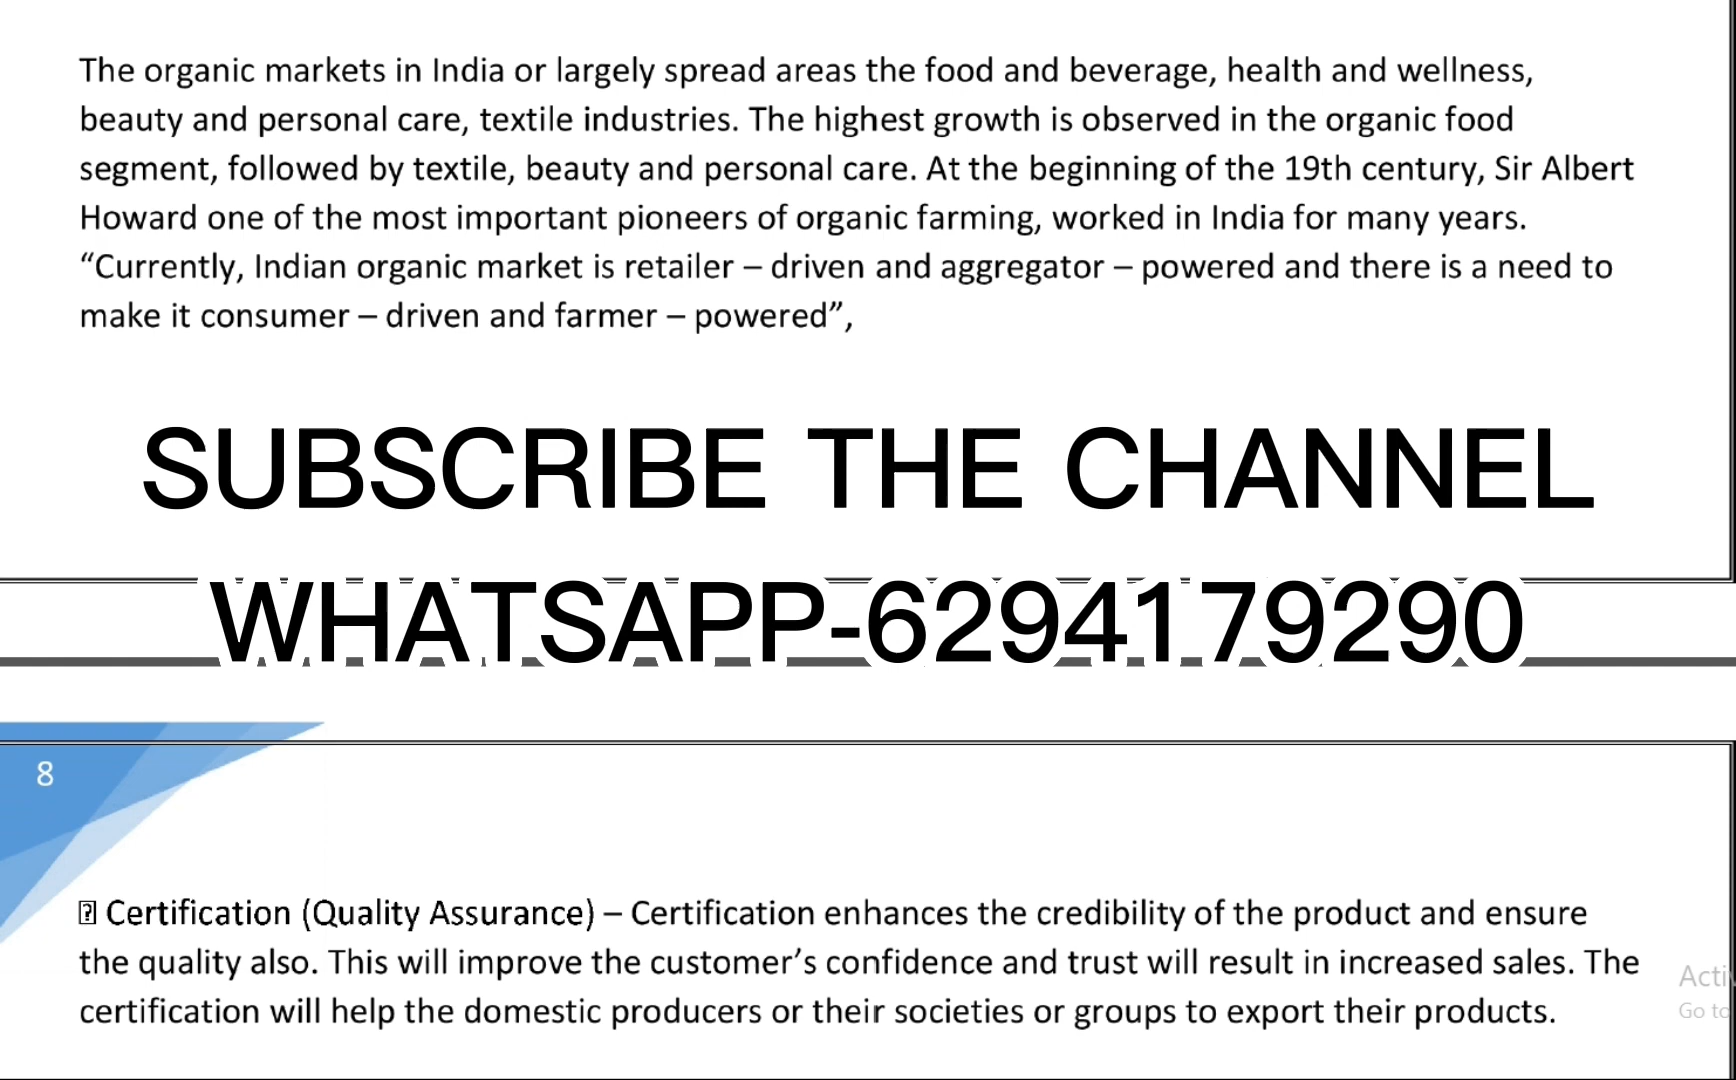 The organic markets in India or largely spread areas the food and beverage, health and wellness,
beauty and personal care, textile industries. The highest growth is observed in the organic food
segment, followed by textile, beauty and personal care. At the beginning of the 19th century, Sir Albert
Howard one of the most important pioneers of organic farming, worked in India for many years.
“Currently, Indian organic market is retailer – driven and aggregator – powered and there is a need to
make it consumer – driven and farmer – powered”,
SUBSCRIBE THE CHANNEL
WHATSAPP-6294179290
8
⍰ Certification (Quality Assurance) – Certification enhances the credibility of the product and ensure
the quality also. This will improve the customer’s confidence and trust will result in increased sales. The
certification will help the domestic producers or their societies or groups to export their products.
Go to